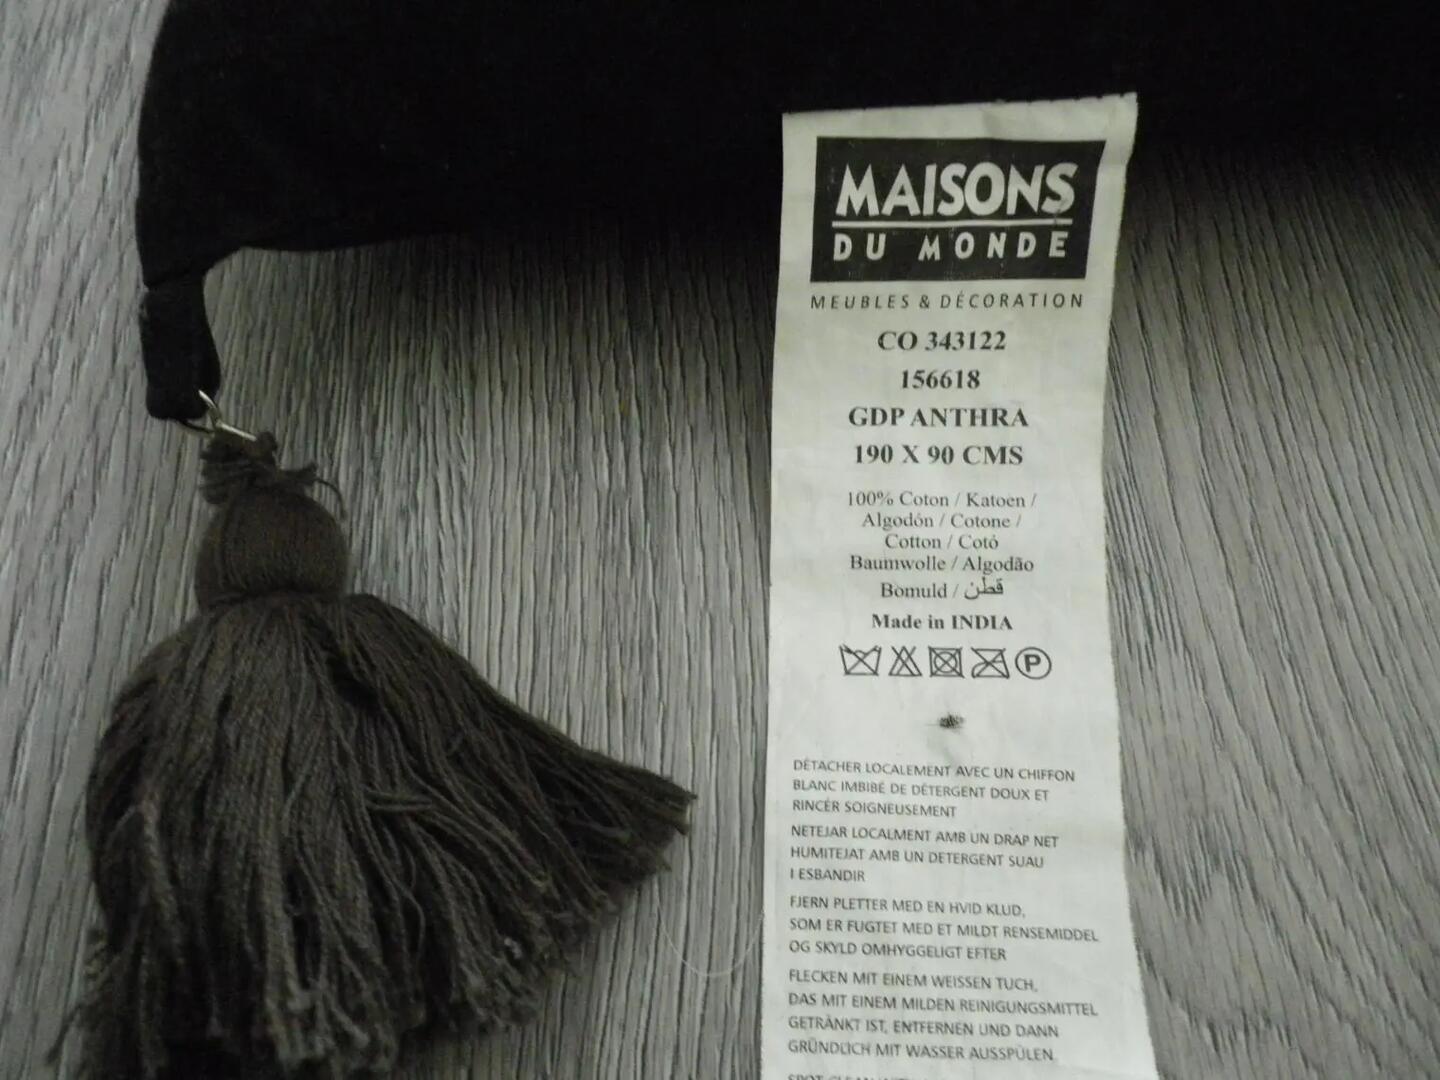 MAISONS
DU MONDE
MEUBLES & DÉCORATION
CO 343122
156618
GDP ANTHRA
190 X 90 CMS
100% Coton / Katoen /
Algodón / Cotone /
Cotton / Cotó
Baumwolle / Algodão
Bomuld / قطن
Made in INDIA
P
DÉTACHER LOCALEMENT AVEC UN CHIFFON
BLANC IMBIBÉ DE DÉTERGENT DOUX ET
RINCER SOIGNEUSEMENT
NETEJAR LOCALMENT AMB UN DRAP NET
HUMITEJAT AMB UN DETERGENT SUAU
I ESBANDIR
FJERN PLETTER MED EN HVID KLUD,
SOM ER FUGTET MED ET MILDT RENSEMIDDEL
OG SKYLD OMHYGGELIGT EFTER
FLECKEN MIT EINEM WEISSEN TUCH,
DAS MIT EINEM MILDEN REINIGUNGSMITTEL
GETRÄNKT IST, ENTFERNEN UND DANN
GRÜNDLICH MIT WASSER AUSSPÜLEN